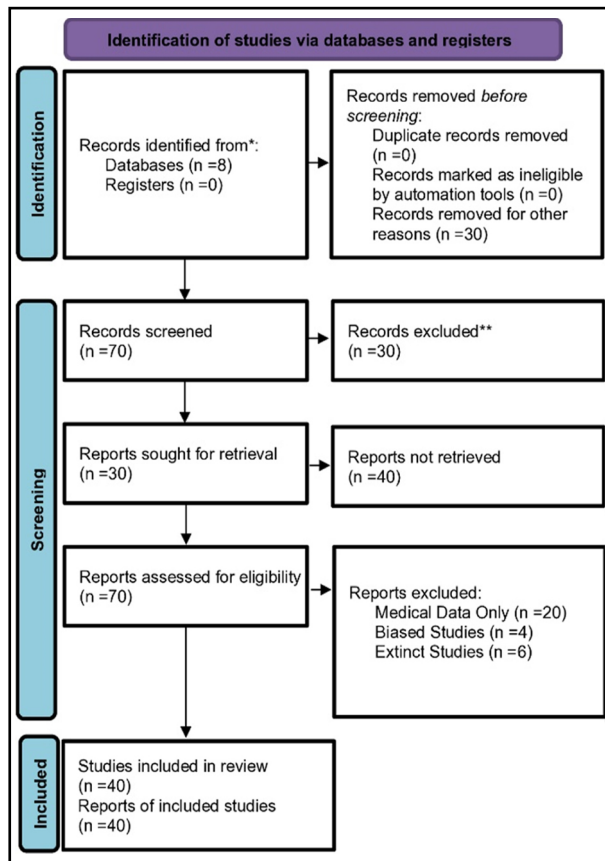 Identification of studies via databases and registers
Identification
Records identified from*:
Databases (n =8)
Registers (n =0)
Records removed before
screening:
Duplicate records removed
(n =0)
Records marked as ineligible
by automation tools (n =0)
Records removed for other
reasons (n =30)
Screening
Records screened
(n =70)
Records excluded**
(n =30)
Reports sought for retrieval
(n =30)
Reports not retrieved
(n =40)
Reports assessed for eligibility
(n =70)
Reports excluded:
Medical Data Only (n =20)
Biased Studies (n =4)
Extinct Studies (n =6)
Included
Studies included in review
(n =40)
Reports of included studies
(n =40)